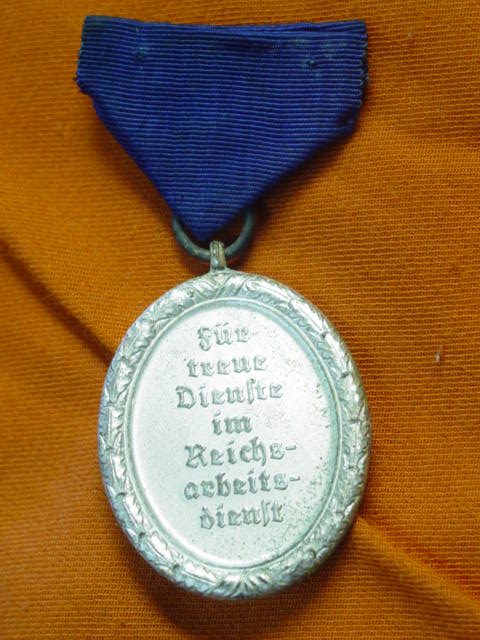 Für
treue
Dienste
im
Reichs-
arbeits-
dienst